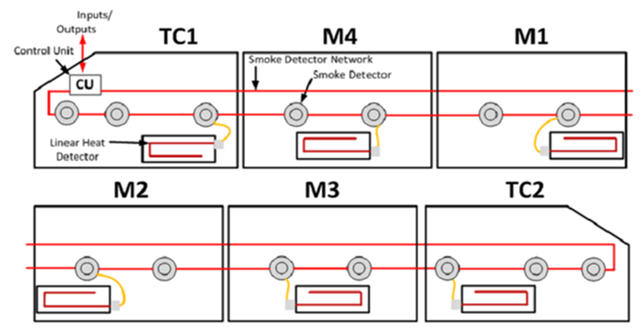 Inputs/
Outputs
Control Unit
TC1
M4
M1
Smoke Detector Network
Smoke Detector
CU
Linear Heat
Detector
M2
M3
TC2